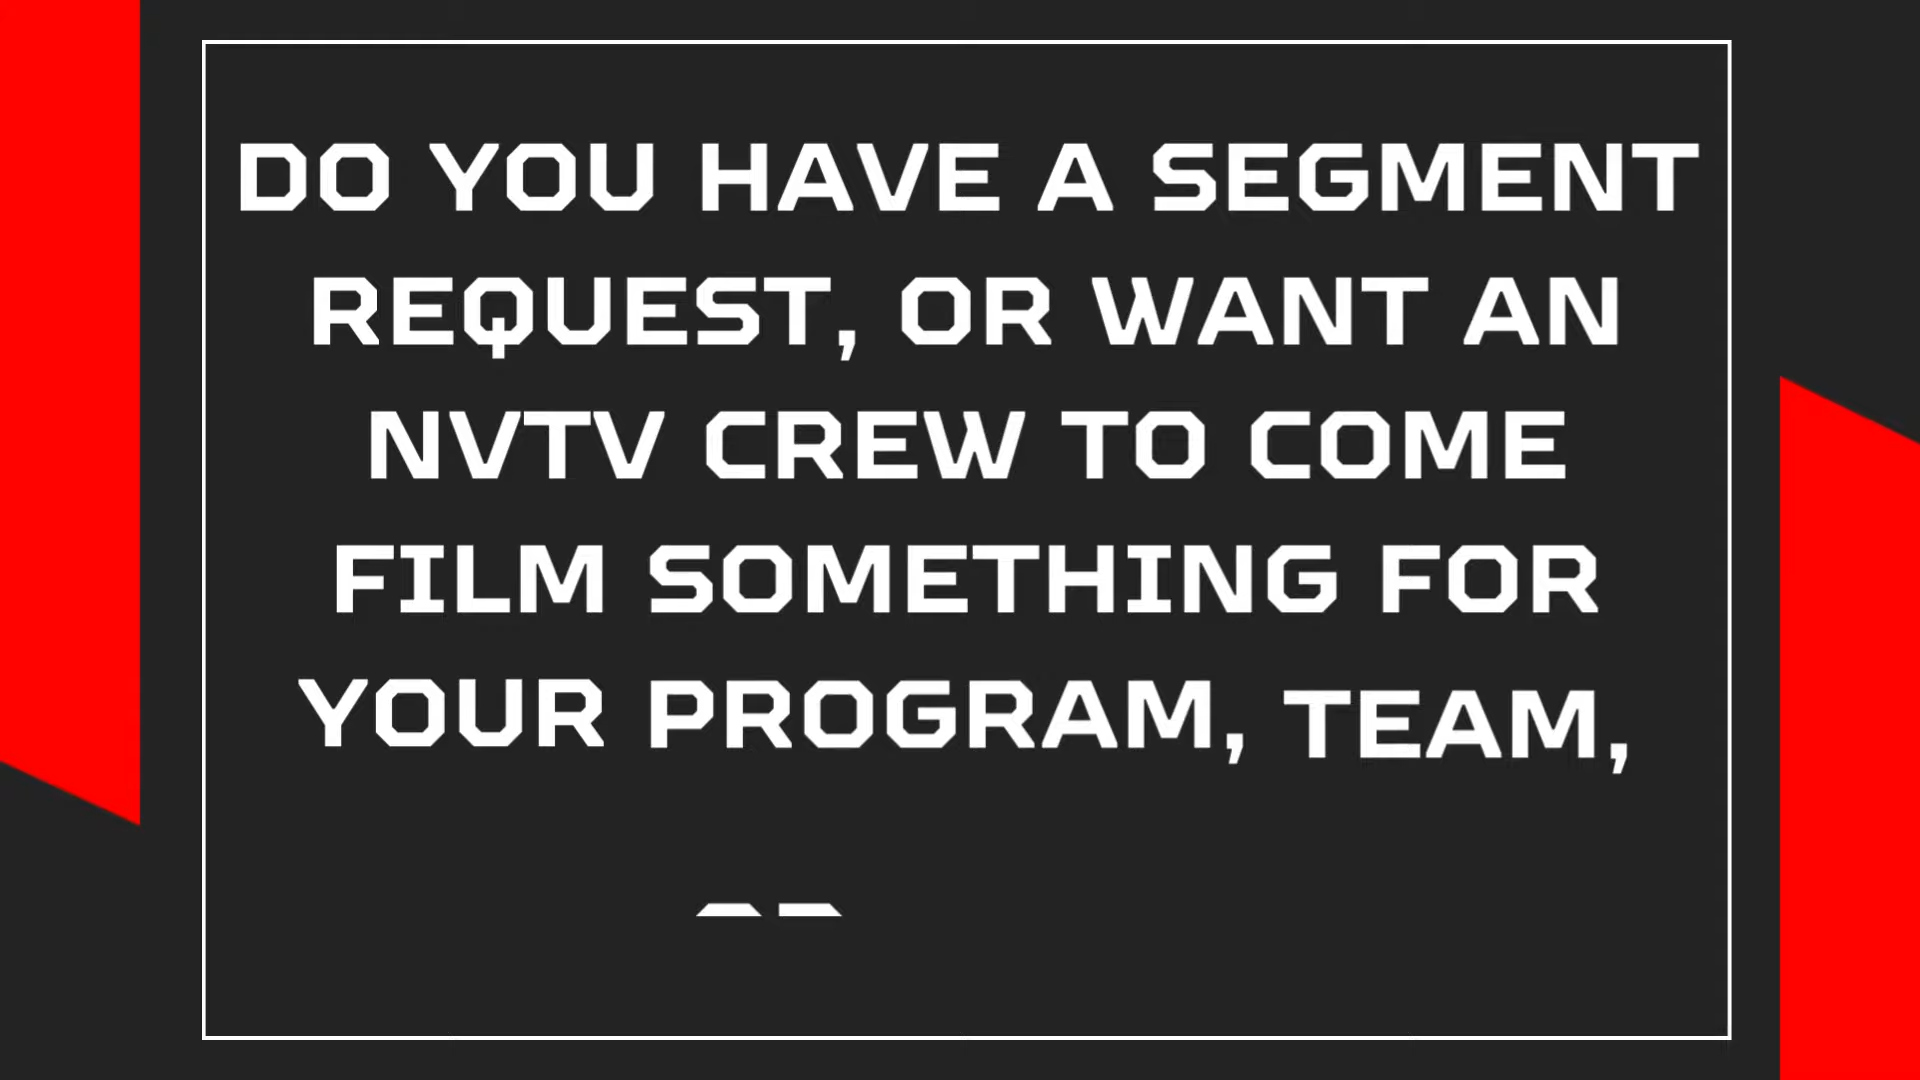 DO YOU HAVE A SEGMENT
REQUEST, OR WANT AN
NVTV CREW TO COME
FILM SOMETHING FOR
YOUR PROGRAM, TEAM,